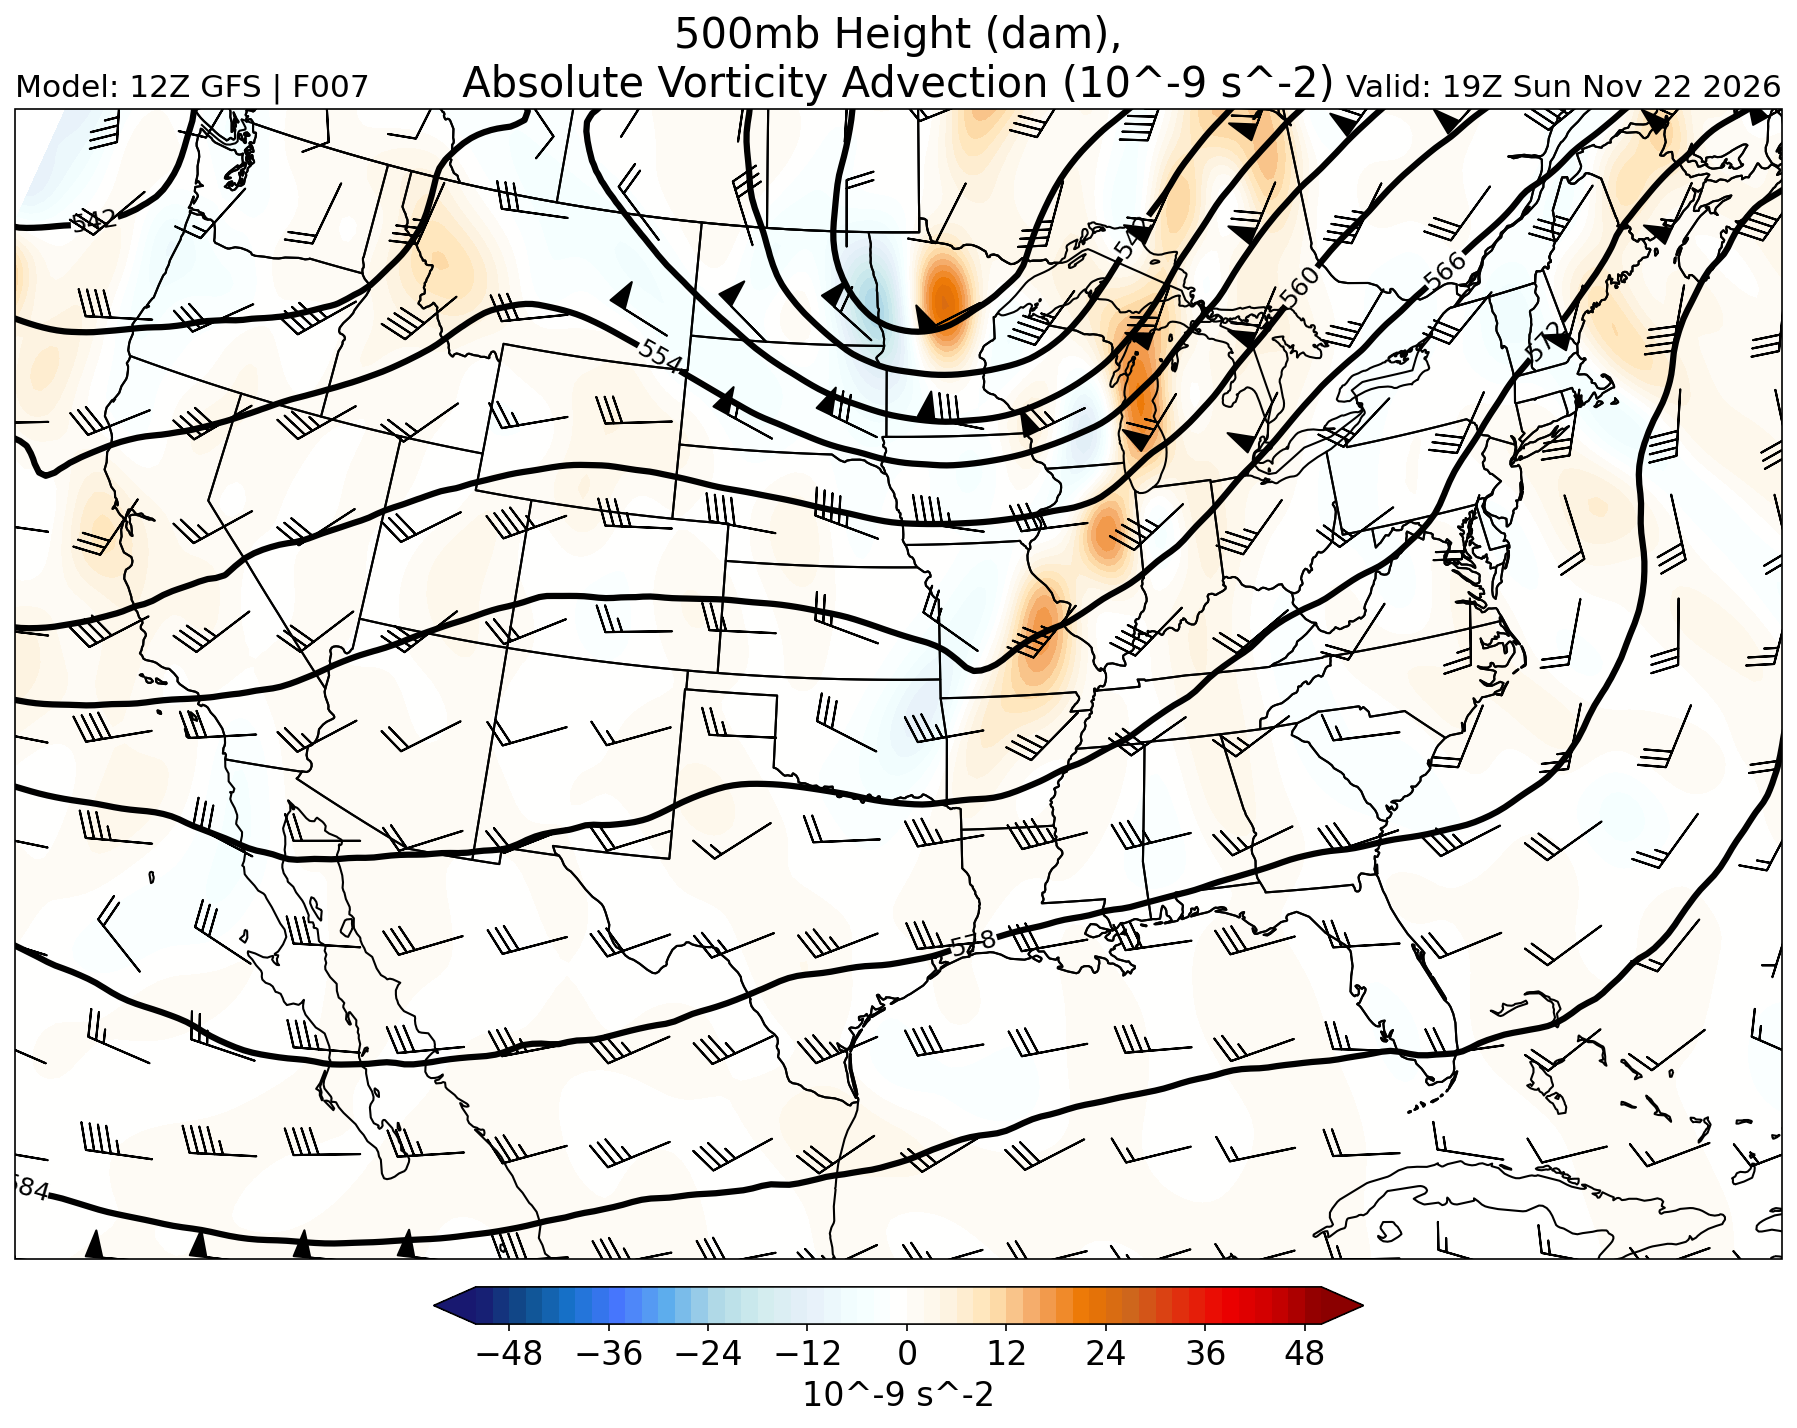 500mb Height (dam),
Model: 12Z GFS | F007
Absolute Vorticity Advection (10^-9 s^-2)
Valid: 19Z Sun Nov 22 2026
542
554
560
566
578
584
−48 −36 −24 −12 0 12 24 36 48
10^-9 s^-2